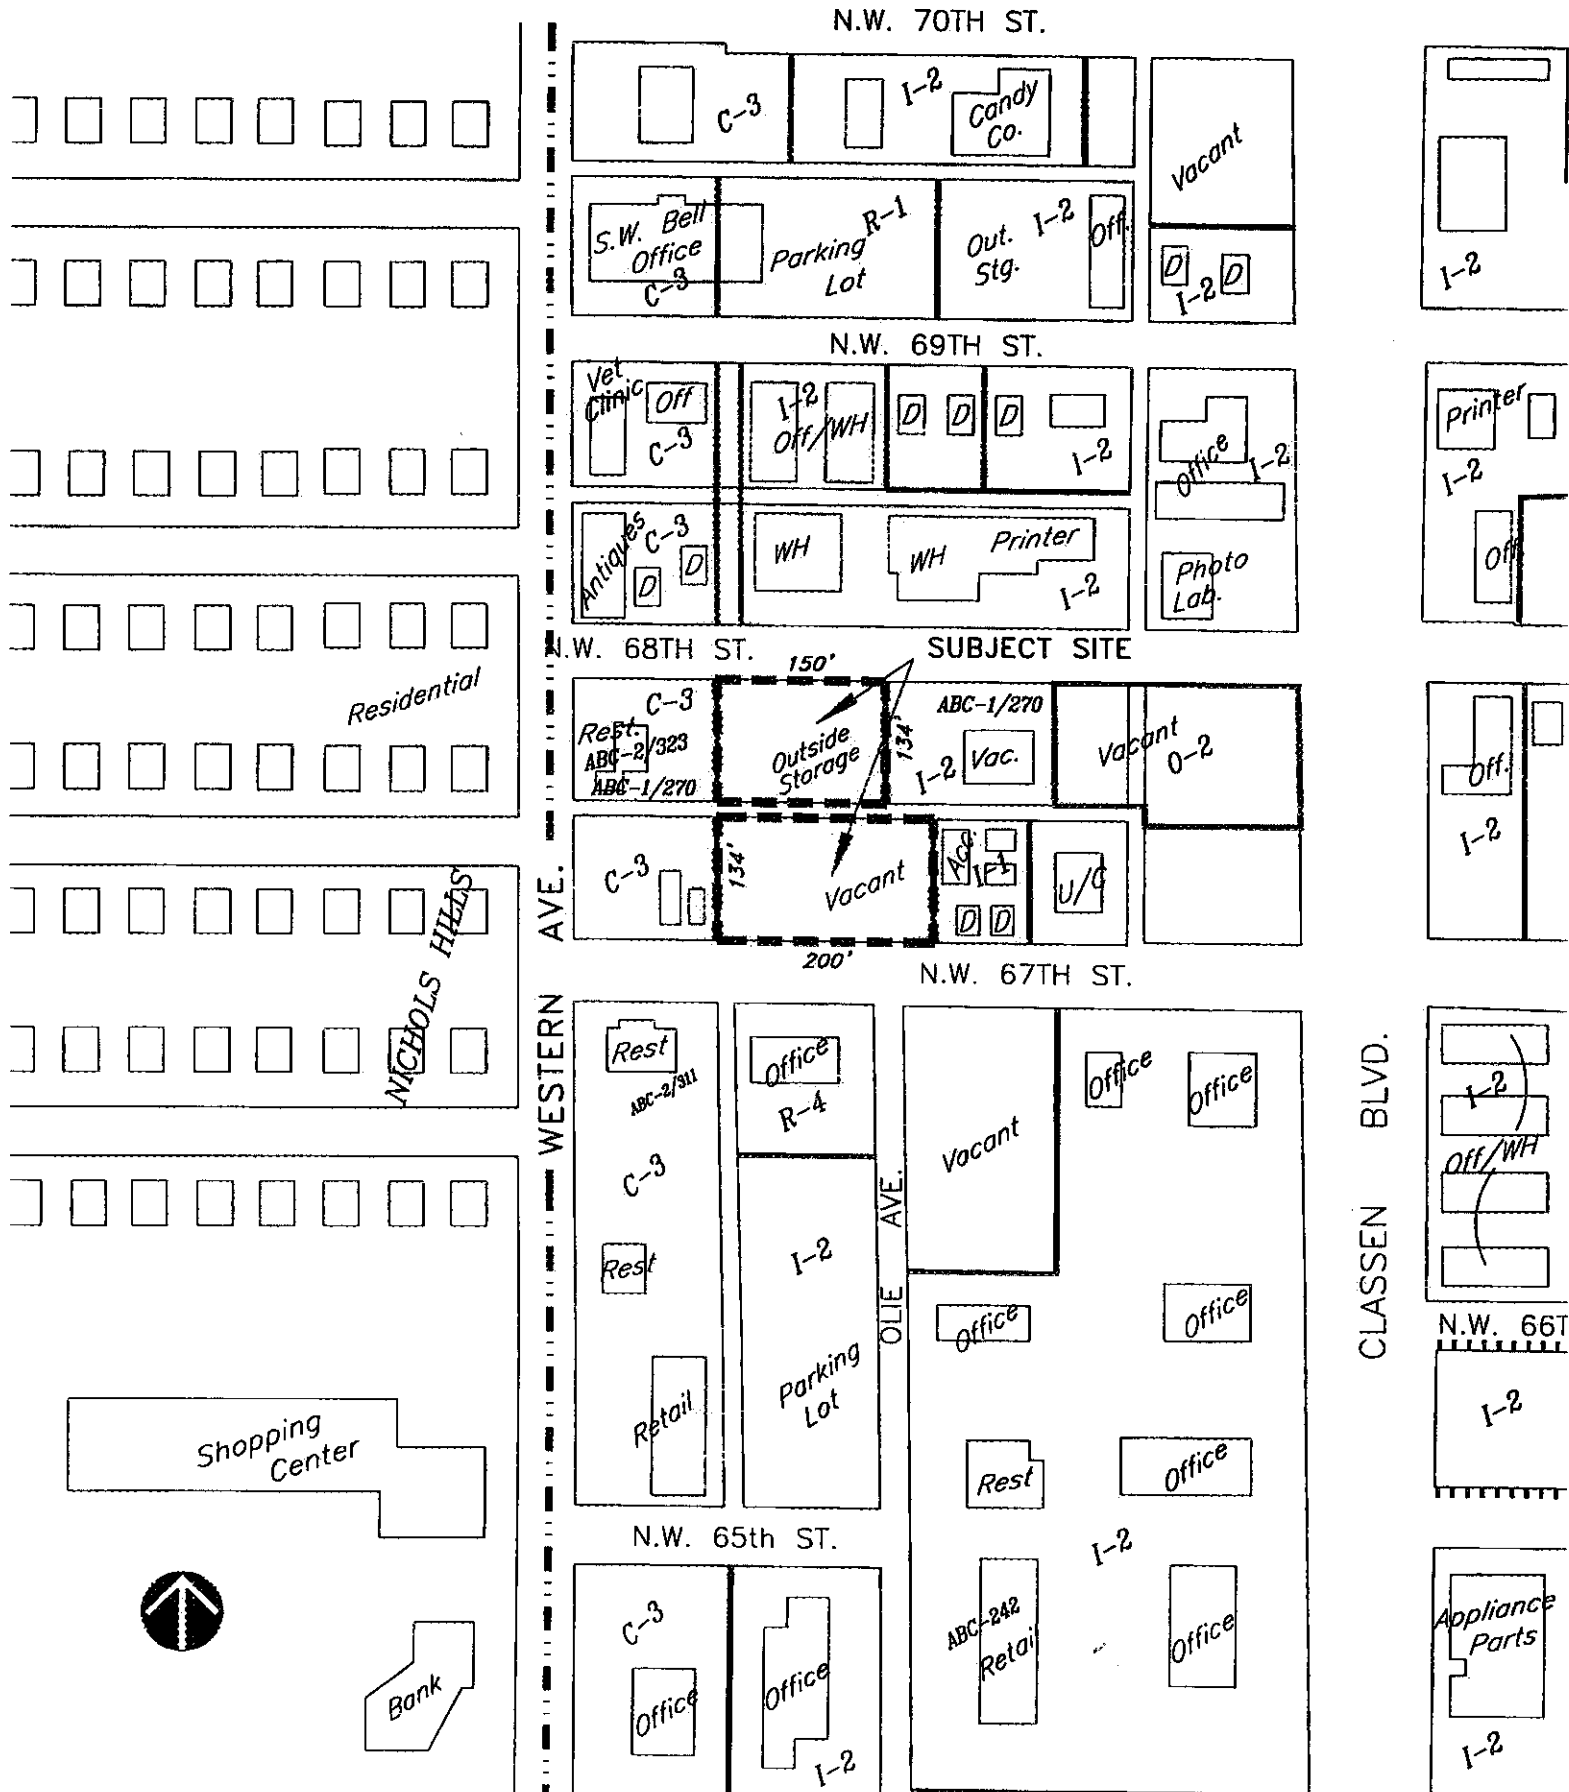 N.W. 70TH ST.
C-3
I-2
Candy
Co.
Vacant
S.W. Bell
Office
C-3
Parking
Lot
R-1
Out.
Stg.
I-2
Off.
D
D
I-2
I-2
N.W. 69TH ST.
Vet
Clinic
Off
C-3
I-2
Off/WH
D
D
D
I-2
Office
I-2
Printer
I-2
Antiques
C-3
D
D
WH
WH
Printer
I-2
Photo
Lab.
Off
N.W. 68TH ST.
SUBJECT SITE
150'
Residential
C-3
Rest.
ABC-2/323
ABC-1/270
Outside
Storage
134'
ABC-1/270
I-2
Vac.
Vacant
O-2
Off.
I-2
C-3
134'
Vacant
Acc.
I-1
D
D
U/C
200'
N.W. 67TH ST.
NICHOLS HILLS
WESTERN AVE.
Rest
ABC-2/311
C-3
Rest
Retail
Office
R-4
I-2
Parking
Lot
OLIE AVE.
Vacant
Office
Office
Office
Office
Rest
Office
I-2
ABC-242
Retail
Office
CLASSEN BLVD.
I-2
Off/WH
N.W. 66T
I-2
Shopping
Center
N.W. 65th ST.
C-3
Office
Office
I-2
Bank
Appliance
Parts
I-2